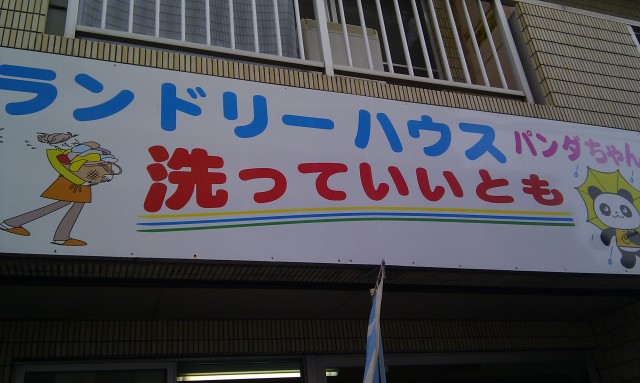 ランドリーハウス パンダちゃん
洗っていいとも